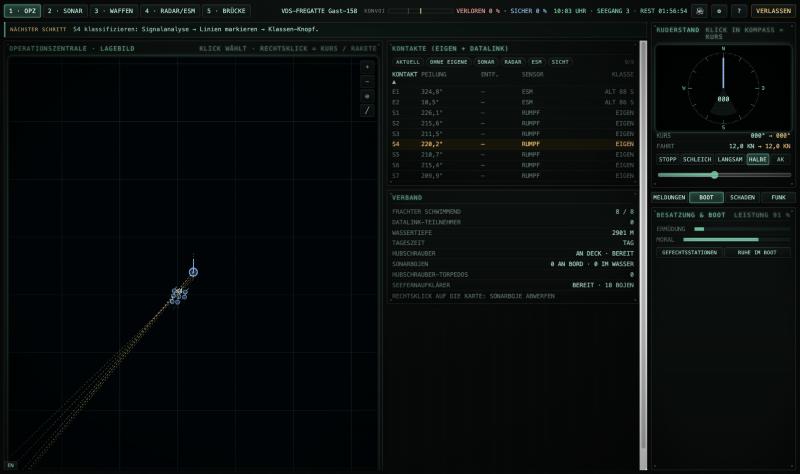 1 · OPZ
2 · SONAR
3 · WAFFEN
4 · RADAR/ESM
5 · BRÜCKE
VDS-FREGATTE Gast-158
KONVOI
VERLOREN 0 % · SICHER 0 %
10:03 UHR · SEEGANG 3 · REST 01:56:54
?
VERLASSEN
NÄCHSTER SCHRITT S4 klassifizieren: Signalanalyse → Linien markieren → Klassen-Knopf.
OPERATIONSZENTRALE · LAGEBILD
KLICK WÄHLT · RECHTSKLICK = KURS / RAKETE
+
−
EN
KONTAKTE (EIGEN + DATALINK)
AKTUELL OHNE EIGENE SONAR RADAR ESM SICHT 9/9
KONTAKT ▲ PEILUNG ENTF. SENSOR KLASSE
E1 324,8° — ESM ALT 88 S
E2 18,5° — ESM ALT 86 S
S1 226,1° — RUMPF EIGEN
S2 215,6° — RUMPF EIGEN
S3 211,5° — RUMPF EIGEN
S4 220,2° — RUMPF EIGEN
S5 210,7° — RUMPF EIGEN
S6 215,4° — RUMPF EIGEN
S7 209,9° — RUMPF EIGEN
VERBAND
FRACHTER SCHWIMMEND 8 / 8
DATALINK-TEILNEHMER 0
WASSERTIEFE 2901 M
TAGESZEIT TAG
HUBSCHRAUBER AN DECK · BEREIT
SONARBOJEN 0 AN BORD · 0 IM WASSER
HUBSCHRAUBER-TORPEDOS 0
SEEFERNAUFKLÄRER BEREIT · 18 BOJEN
RECHTSKLICK AUF DIE KARTE: SONARBOJE ABWERFEN
RUDERSTAND KLICK IN KOMPASS =
KURS
N
W
O
S
000
KURS 000° → 000°
FAHRT 12,0 KN → 12,0 KN
STOPP SCHLEICH LANGSAM HALBE AK
MELDUNGEN BOOT SCHADEN FUNK
BESATZUNG & BOOT LEISTUNG 91 %
ERMÜDUNG
MORAL
GEFECHTSSTATIONEN RUHE IM BOOT